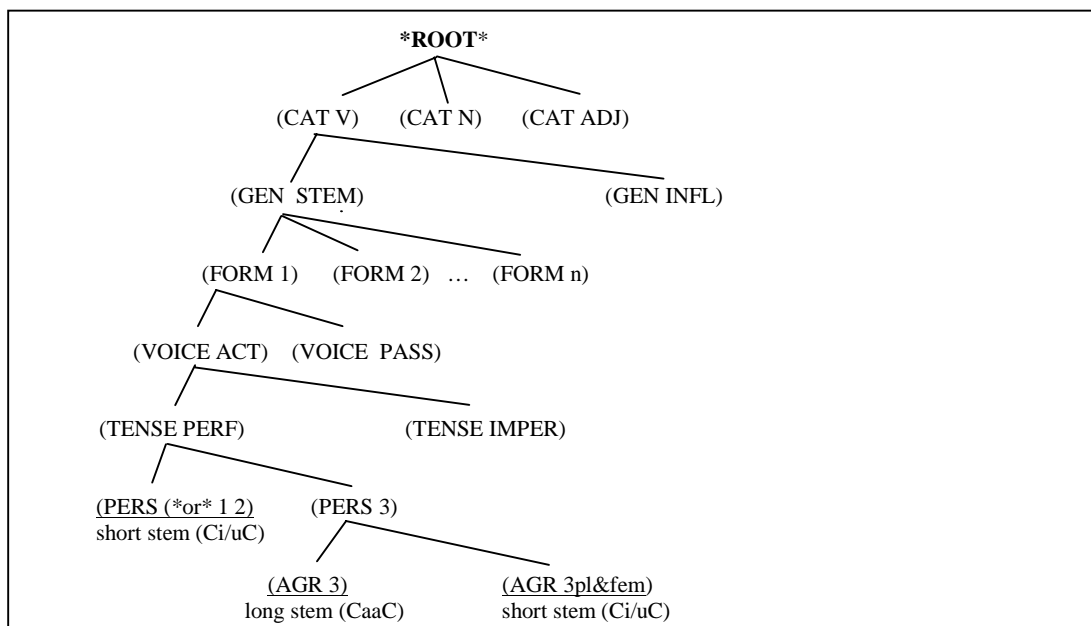 *ROOT*
(CAT V) (CAT N) (CAT ADJ)
(GEN STEM) (GEN INFL)
(FORM 1) (FORM 2) … (FORM n)
(VOICE ACT) (VOICE PASS)
(TENSE PERF) (TENSE IMPER)
(PERS (*or* 1 2) (PERS 3)
short stem (Ci/uC)
(AGR 3) (AGR 3pl&fem)
long stem (CaaC) short stem (Ci/uC)